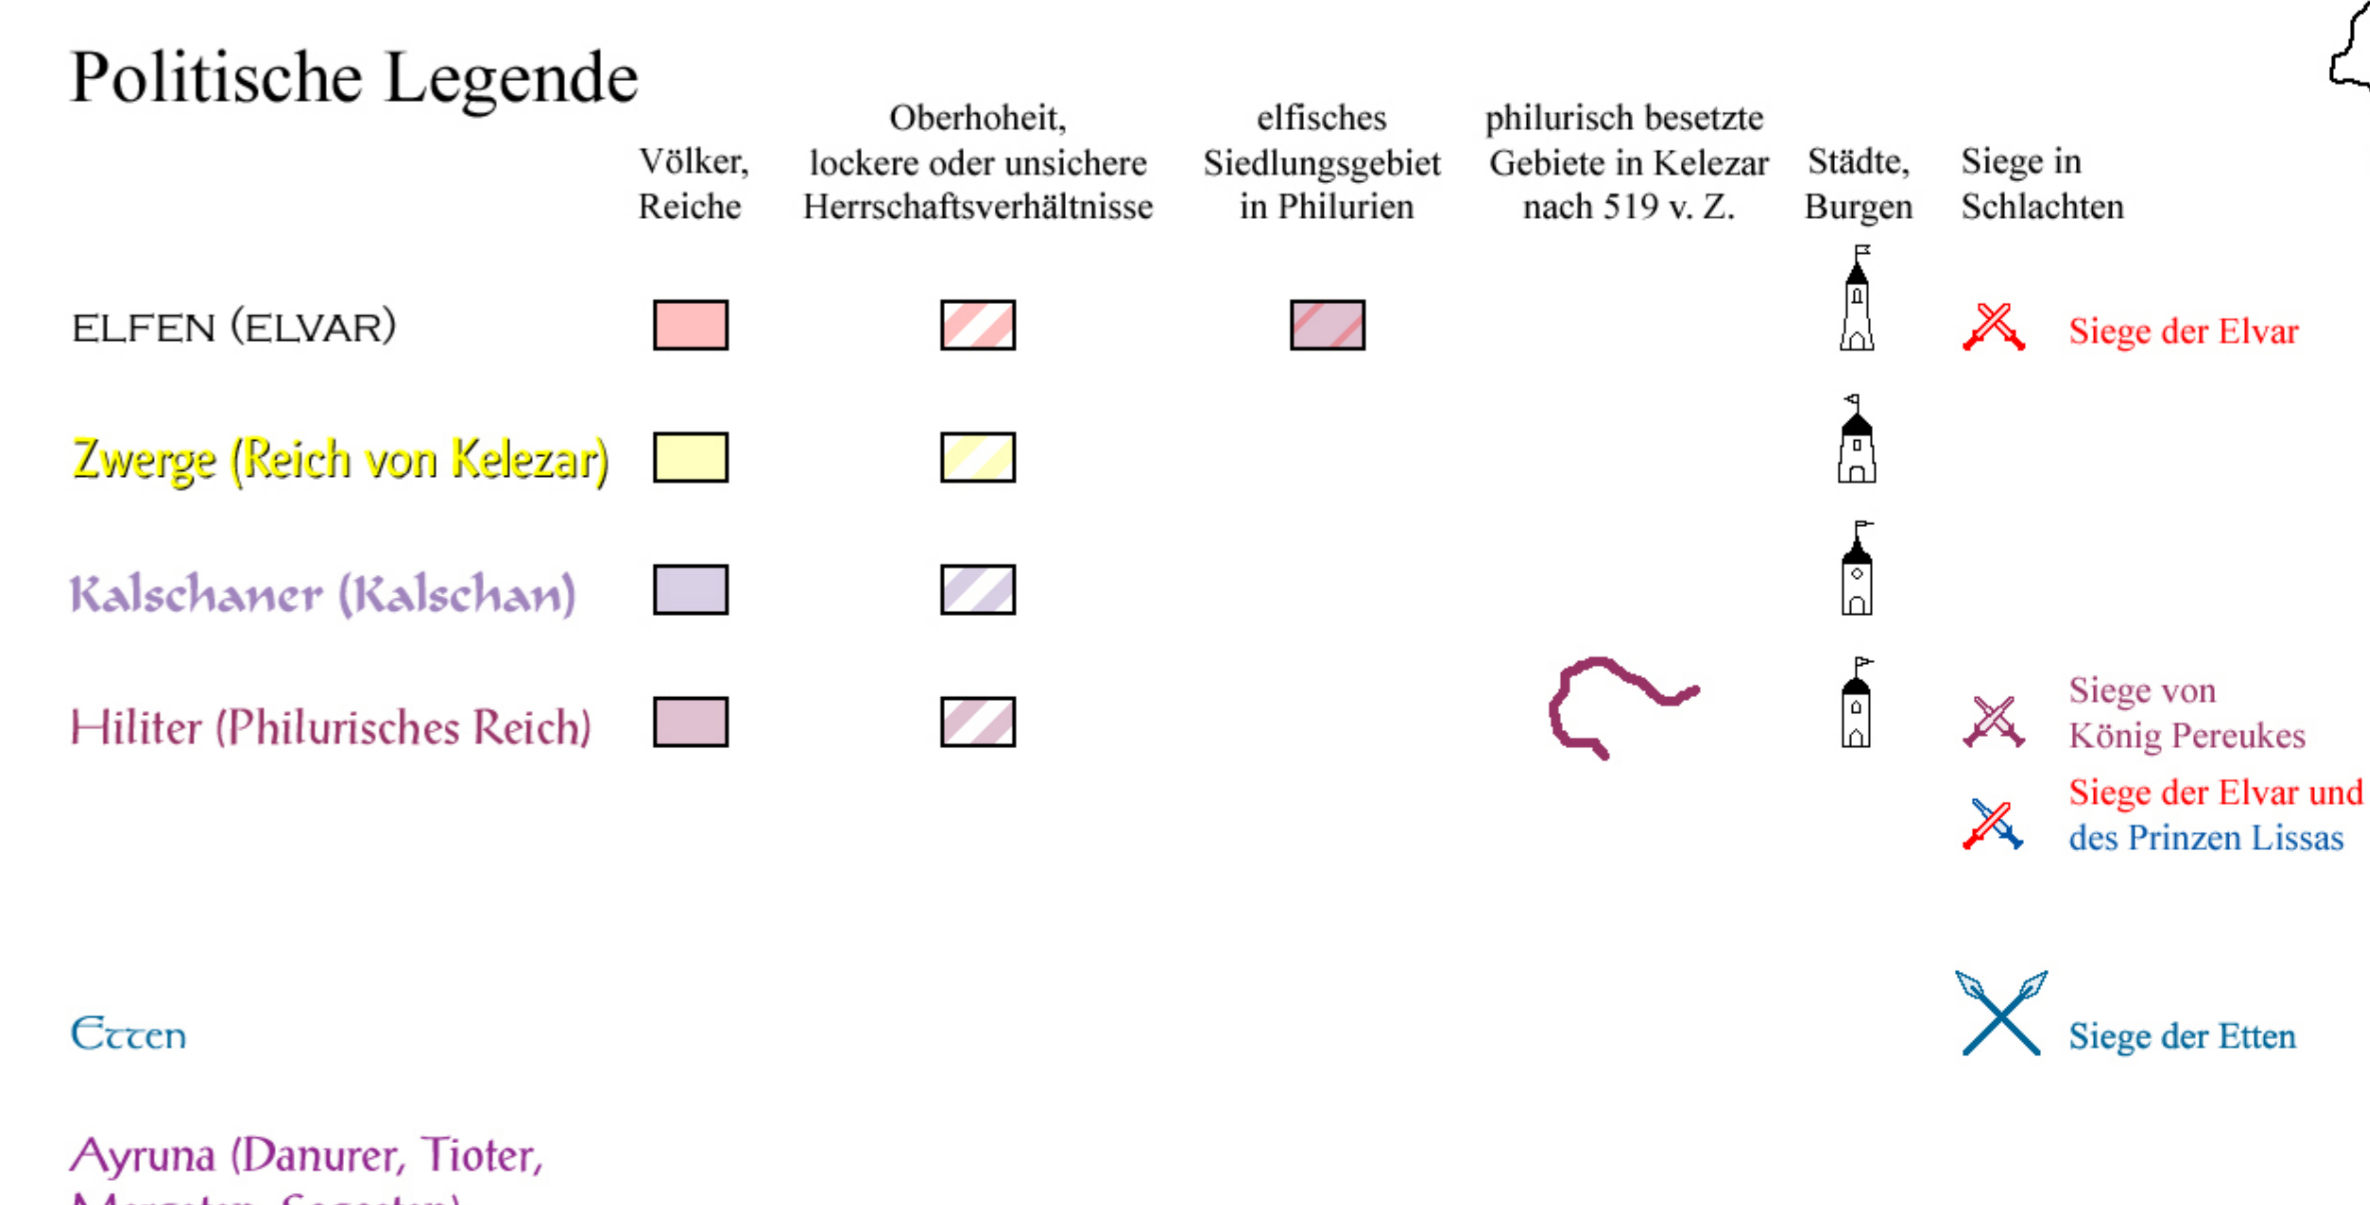 Politische Legende
Völker,
Reiche
Oberhoheit,
lockere oder unsichere
Herrschaftsverhältnisse
elfisches
Siedlungsgebiet
in Philurien
philurisch besetzte
Gebiete in Kelezar
nach 519 v. Z.
Städte,
Burgen
Siege in
Schlachten
ELFEN (ELVAR)
Siege der Elvar
Zwerge (Reich von Kelezar)
Kalschaner (Kalschan)
Hiliter (Philurisches Reich)
Siege von
König Pereukes
Siege der Elvar und
des Prinzen Lissas
Etten
Siege der Etten
Ayruna (Danurer, Tioter,